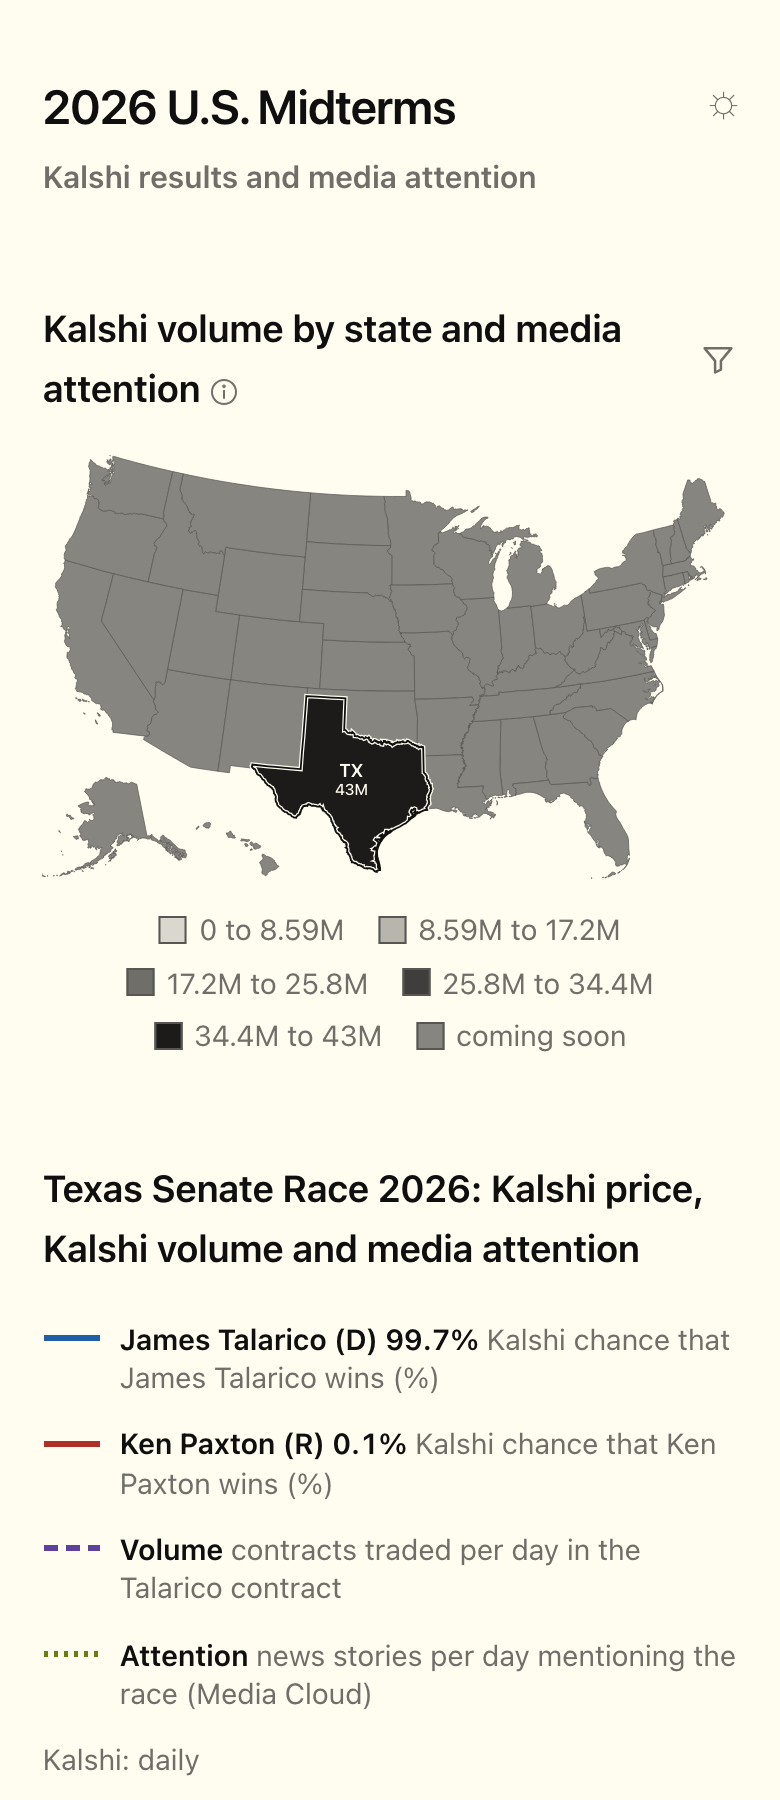 2026 U.S. Midterms
Kalshi results and media attention
Kalshi volume by state and media
attention
TX
43M
0 to 8.59M
8.59M to 17.2M
17.2M to 25.8M
25.8M to 34.4M
34.4M to 43M
coming soon
Texas Senate Race 2026: Kalshi price,
Kalshi volume and media attention
James Talarico (D) 99.7% Kalshi chance that
James Talarico wins (%)
Ken Paxton (R) 0.1% Kalshi chance that Ken
Paxton wins (%)
Volume contracts traded per day in the
Talarico contract
Attention news stories per day mentioning the
race (Media Cloud)
Kalshi: daily